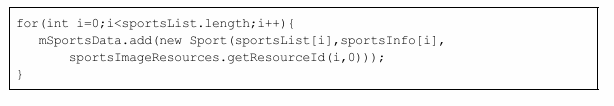 for(int i=0;i<sportsList.length;i++){
   mSportsData.add(new Sport(sportsList[i],sportsInfo[i],
       sportsImageResources.getResourceId(i,0)));
}